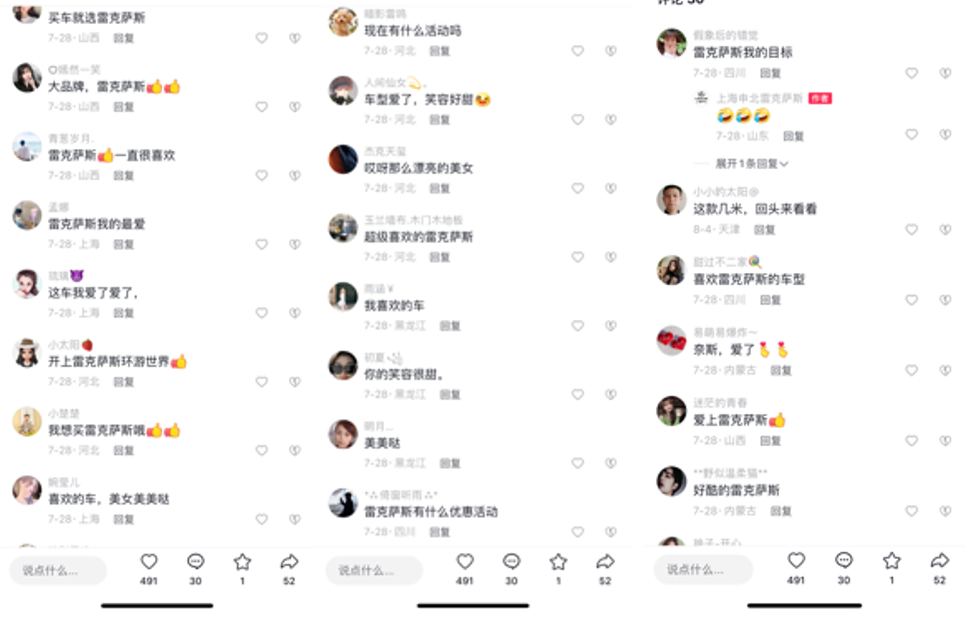 买车就选雷克萨斯
7-28·山西 回复
嫣然一笑
大品牌，雷克萨斯👍👍
7-28·山西 回复
青葱岁月.
雷克萨斯👍一直很喜欢
7-28·山西 回复
孟娜
雷克萨斯我的最爱
7-28·上海 回复
琉璃😈
这车我爱了爱了，
7-28·上海 回复
小太阳🍓
开上雷克萨斯环游世界👍
7-28·河北 回复
小楚楚
我想买雷克萨斯哦👍👍
7-28·河北 回复
婉莹儿
喜欢的车，美女美美哒
7-28·上海 回复
说点什么...
491 30 1 52
暗影雷鸣
现在有什么活动吗
7-28·河北 回复
人间仙女💫。
车型爱了，笑容好甜
7-28·河北 回复
杰克天玺
哎呀那么漂亮的美女
7-28·河北 回复
玉兰墙布.木门木地板
超级喜欢的雷克萨斯
7-28·河北 回复
雨涵¥
我喜欢的车
7-28·黑龙江 回复
初夏
你的笑容很甜。
7-28·黑龙江 回复
明月...
美美哒
7-28·黑龙江 回复
*∴倚窗听雨∴*
雷克萨斯有什么优惠活动
7-28·四川 回复
说点什么...
491 30 1 52
评论 30
假象后的错觉
雷克萨斯我的目标
7-28·四川 回复
上海申北雷克萨斯 作者
🤣🤣🤣
7-28·山东 回复
展开1条回复
小小的太阳@
这款几米，回头来看看
8-4·天津 回复
甜过不二家🍭
喜欢雷克萨斯的车型
7-28·四川 回复
易萌易爆炸～
奈斯，爱了
7-28·内蒙古 回复
迷茫的青春
爱上雷克萨斯👍
7-28·山西 回复
**野似温柔猫**
好酷的雷克萨斯
7-28·内蒙古 回复
说点什么...
491 30 1 52